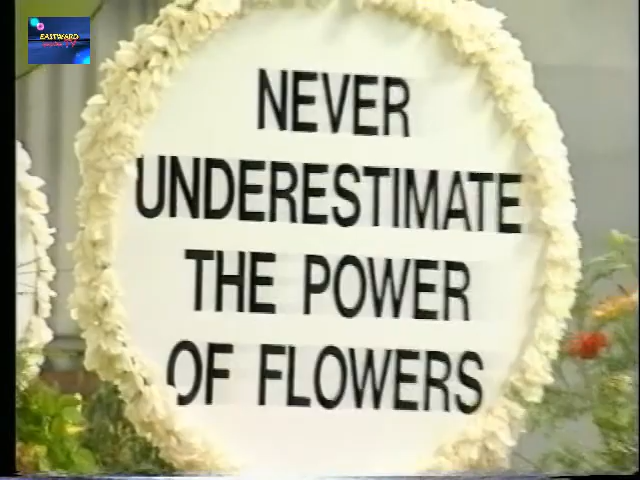 EASTWARD
NEVER
UNDERESTIMATE
THE POWER
OF FLOWERS